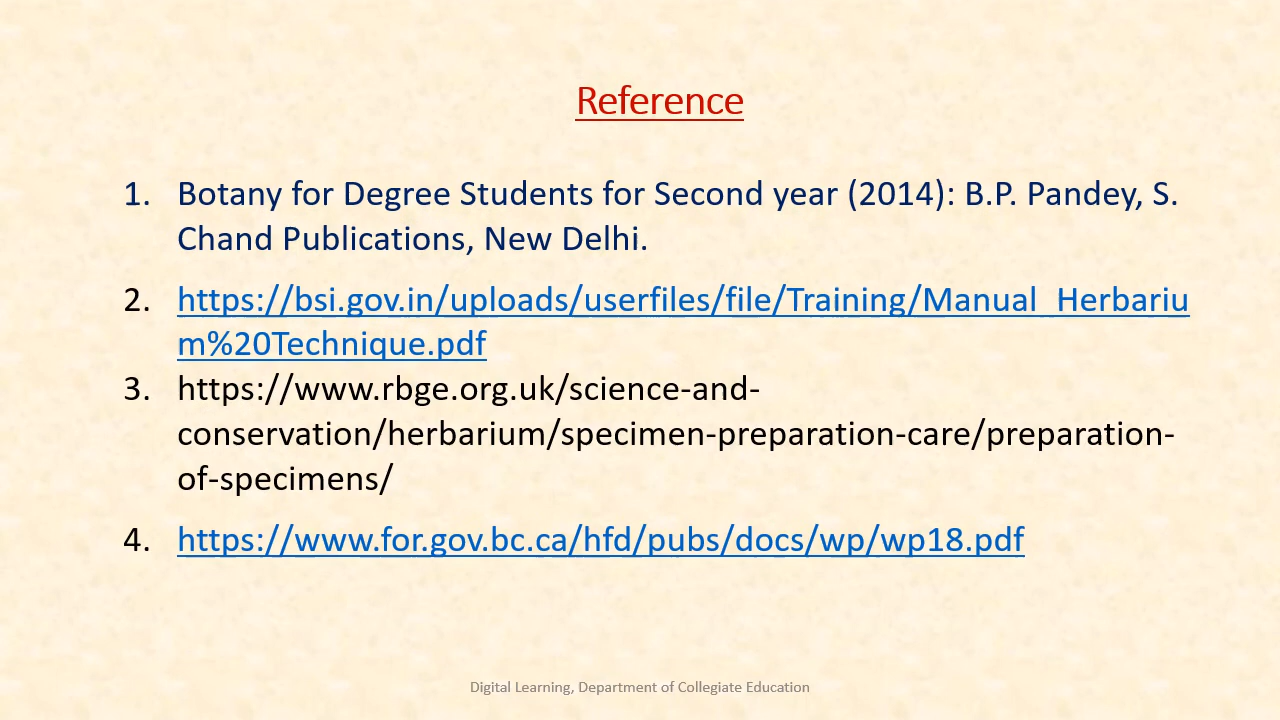 Reference
1. Botany for Degree Students for Second year (2014): B.P. Pandey, S.
Chand Publications, New Delhi.
2. https://bsi.gov.in/uploads/userfiles/file/Training/Manual_Herbariu
m%20Technique.pdf
3. https://www.rbge.org.uk/science-and-
conservation/herbarium/specimen-preparation-care/preparation-
of-specimens/
4. https://www.for.gov.bc.ca/hfd/pubs/docs/wp/wp18.pdf
Digital Learning, Department of Collegiate Education